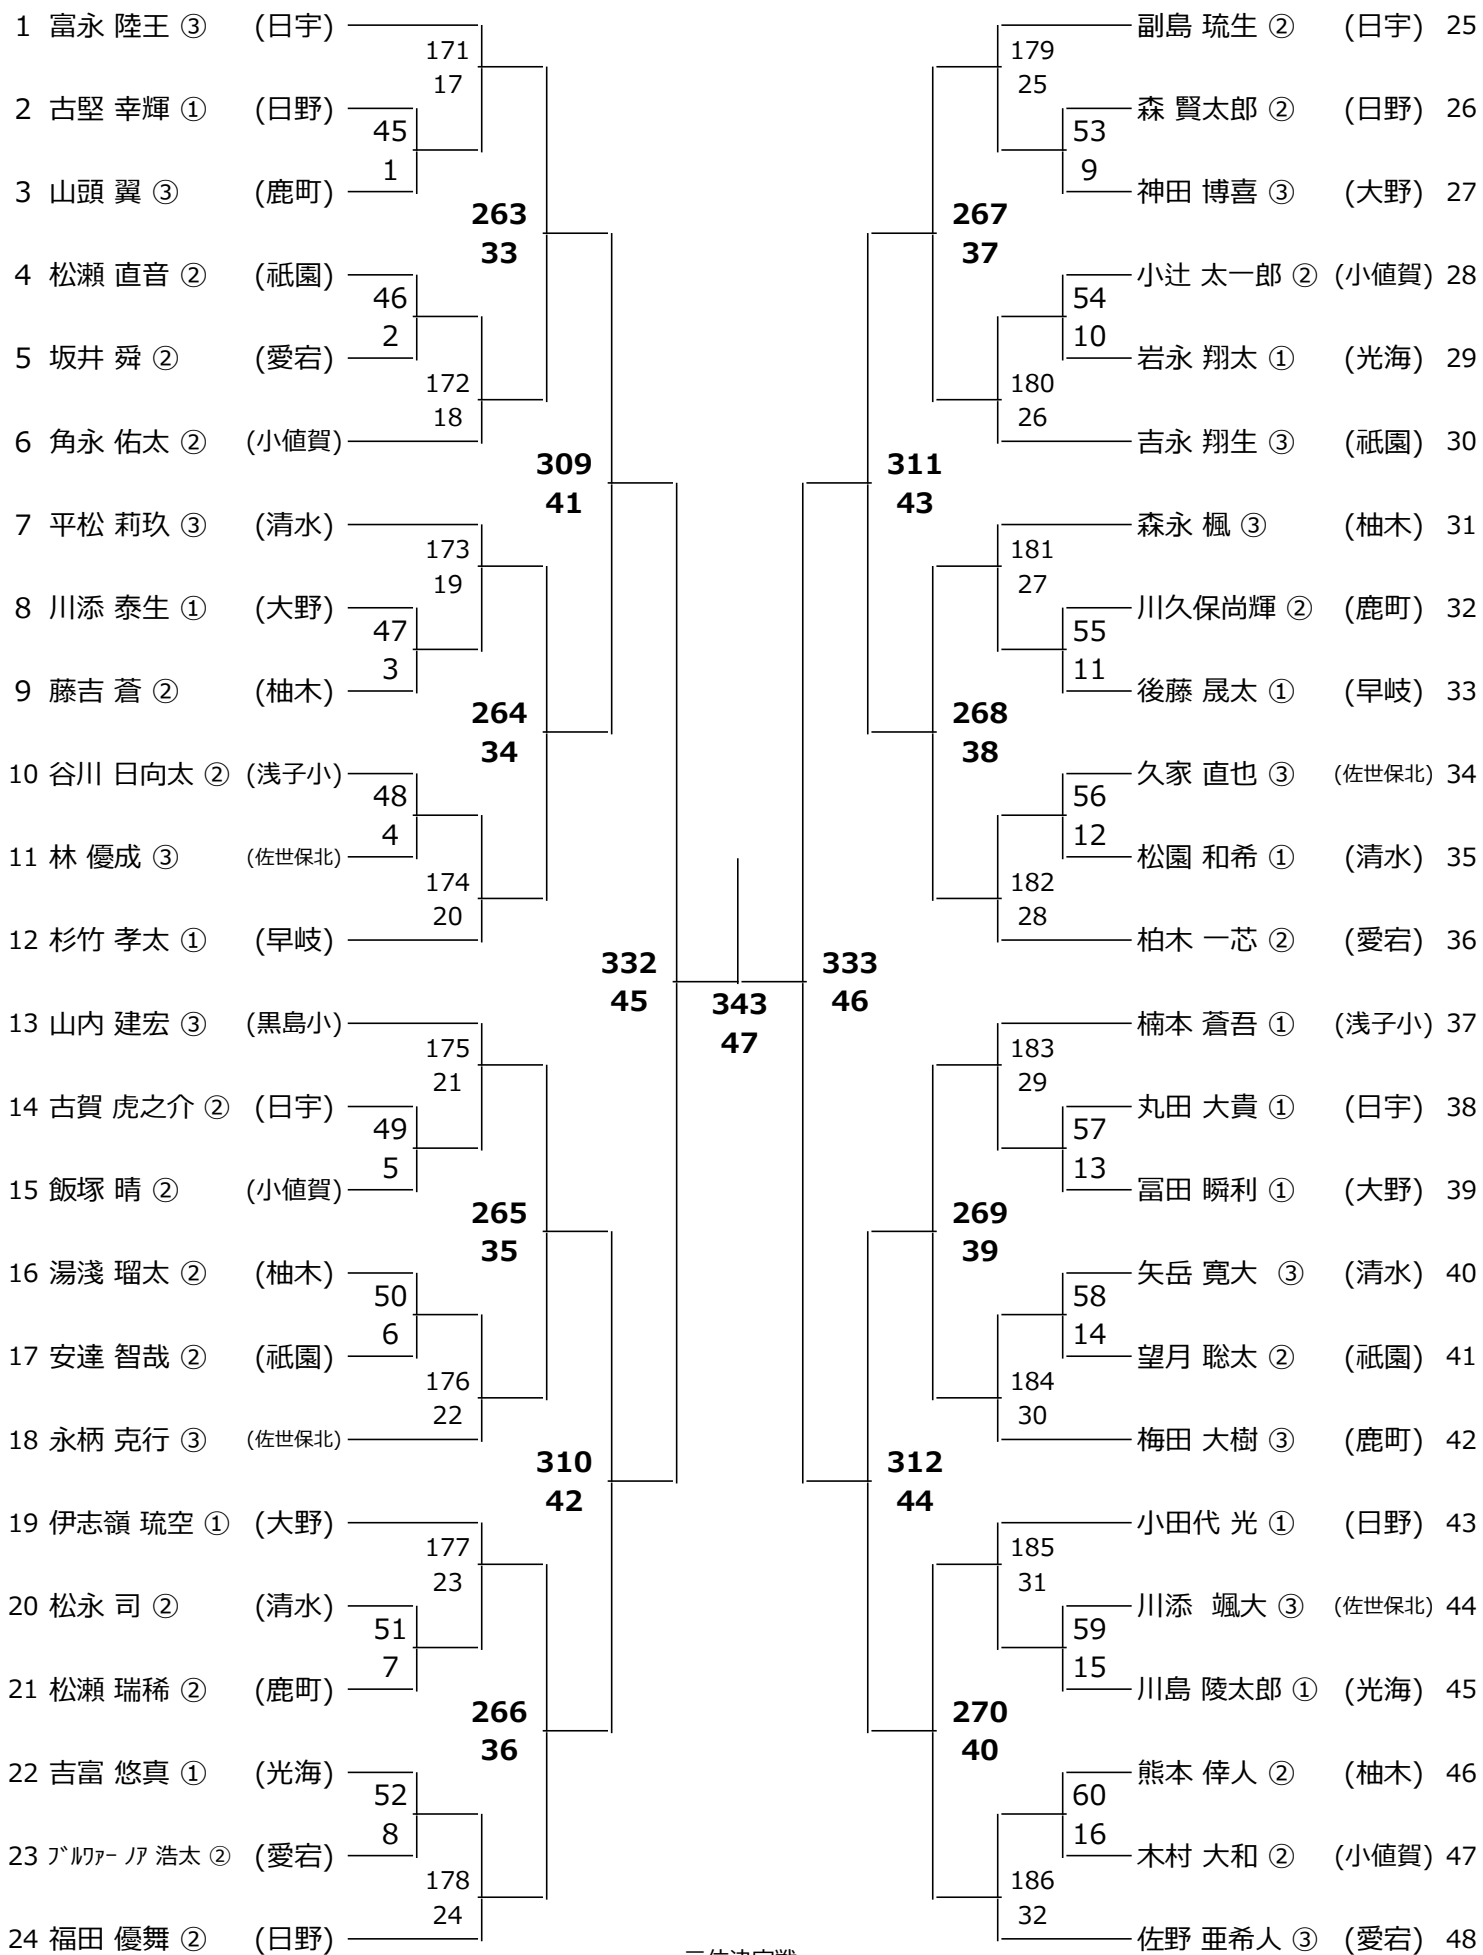 1 富永 陸王 ③ (日宇)
171
17
2 古堅 幸輝 ① (日野)
45
1
3 山頭 翼 ③ (鹿町)
263
33
4 松瀬 直音 ② (祇園)
46
2
5 坂井 舜 ② (愛宕)
172
18
6 角永 佑太 ② (小値賀)
309
41
7 平松 莉玖 ③ (清水)
173
19
8 川添 泰生 ① (大野)
47
3
9 藤吉 蒼 ② (柚木)
264
34
10 谷川 日向太 ② (浅子小)
48
4
11 林 優成 ③ (佐世保北)
174
20
12 杉竹 孝太 ① (早岐)
332
45
13 山内 建宏 ③ (黒島小)
175
21
14 古賀 虎之介 ② (日宇)
49
5
15 飯塚 晴 ② (小値賀)
265
35
16 湯淺 瑠太 ② (柚木)
50
6
17 安達 智哉 ② (祇園)
176
22
18 永柄 克行 ③ (佐世保北)
310
42
19 伊志嶺 琉空 ① (大野)
177
23
20 松永 司 ② (清水)
51
7
21 松瀬 瑞稀 ② (鹿町)
266
36
22 吉富 悠真 ① (光海)
52
8
23 ﾌﾞﾙﾜｧｰ ﾉｱ 浩太 ② (愛宕)
178
24
24 福田 優舞 ② (日野)
343
47
副島 琉生 ② (日宇) 25
179
25
森 賢太郎 ② (日野) 26
53
9
神田 博喜 ③ (大野) 27
267
37
小辻 太一郎 ② (小値賀) 28
54
10
岩永 翔太 ① (光海) 29
180
26
吉永 翔生 ③ (祇園) 30
311
43
森永 楓 ③ (柚木) 31
181
27
川久保尚輝 ② (鹿町) 32
55
11
後藤 晟太 ① (早岐) 33
268
38
久家 直也 ③ (佐世保北) 34
56
12
松園 和希 ① (清水) 35
182
28
柏木 一芯 ② (愛宕) 36
333
46
楠本 蒼吾 ① (浅子小) 37
183
29
丸田 大貴 ① (日宇) 38
57
13
冨田 瞬利 ① (大野) 39
269
39
矢岳 寛大 ③ (清水) 40
58
14
望月 聡太 ② (祇園) 41
184
30
梅田 大樹 ③ (鹿町) 42
312
44
小田代 光 ① (日野) 43
185
31
川添 颯大 ③ (佐世保北) 44
59
15
川島 陵太郎 ① (光海) 45
270
40
熊本 倖人 ② (柚木) 46
60
16
木村 大和 ② (小値賀) 47
186
32
佐野 亜希人 ③ (愛宕) 48